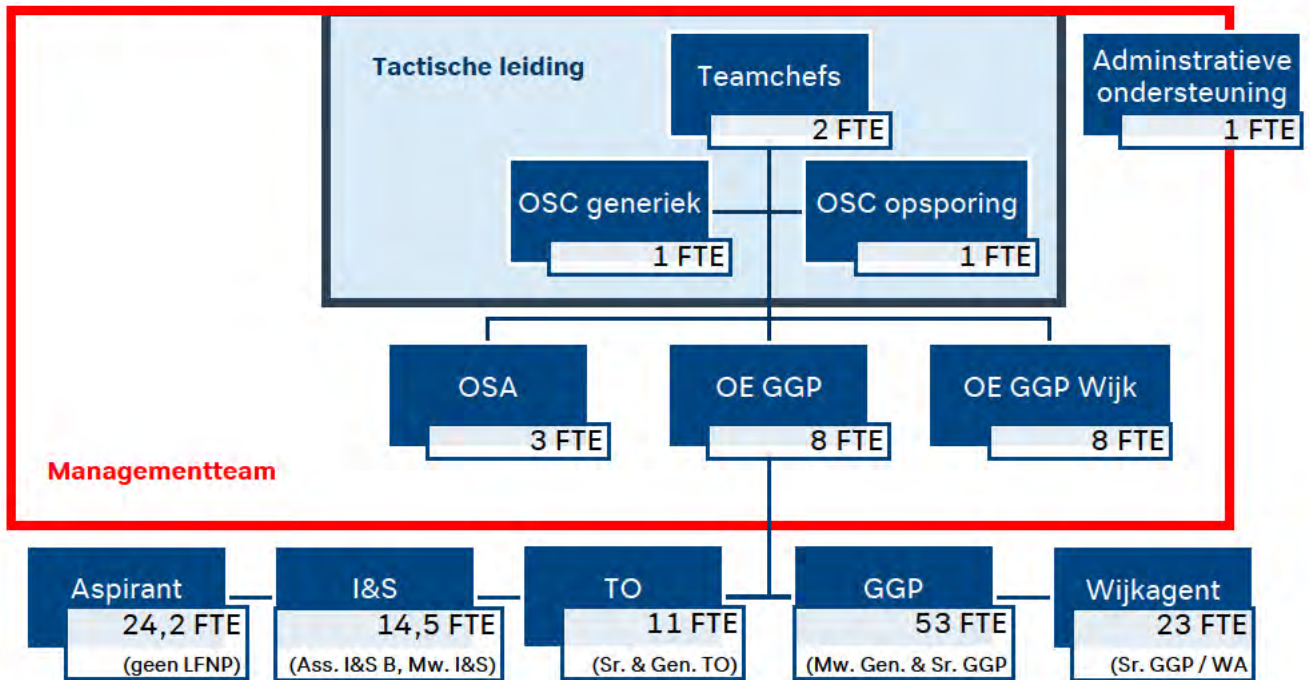 Tactische leiding
Teamchefs
2 FTE
Adminstratieve
ondersteuning
1 FTE
OSC generiek
1 FTE
OSC opsporing
1 FTE
OSA
3 FTE
OE GGP
8 FTE
OE GGP Wijk
8 FTE
Managementteam
Aspirant
24,2 FTE
(geen LFNP)
I&S
14,5 FTE
(Ass. I&S B, Mw. I&S)
TO
11 FTE
(Sr. & Gen. TO)
GGP
53 FTE
(Mw. Gen. & Sr. GGP
Wijkagent
23 FTE
(Sr. GGP / WA